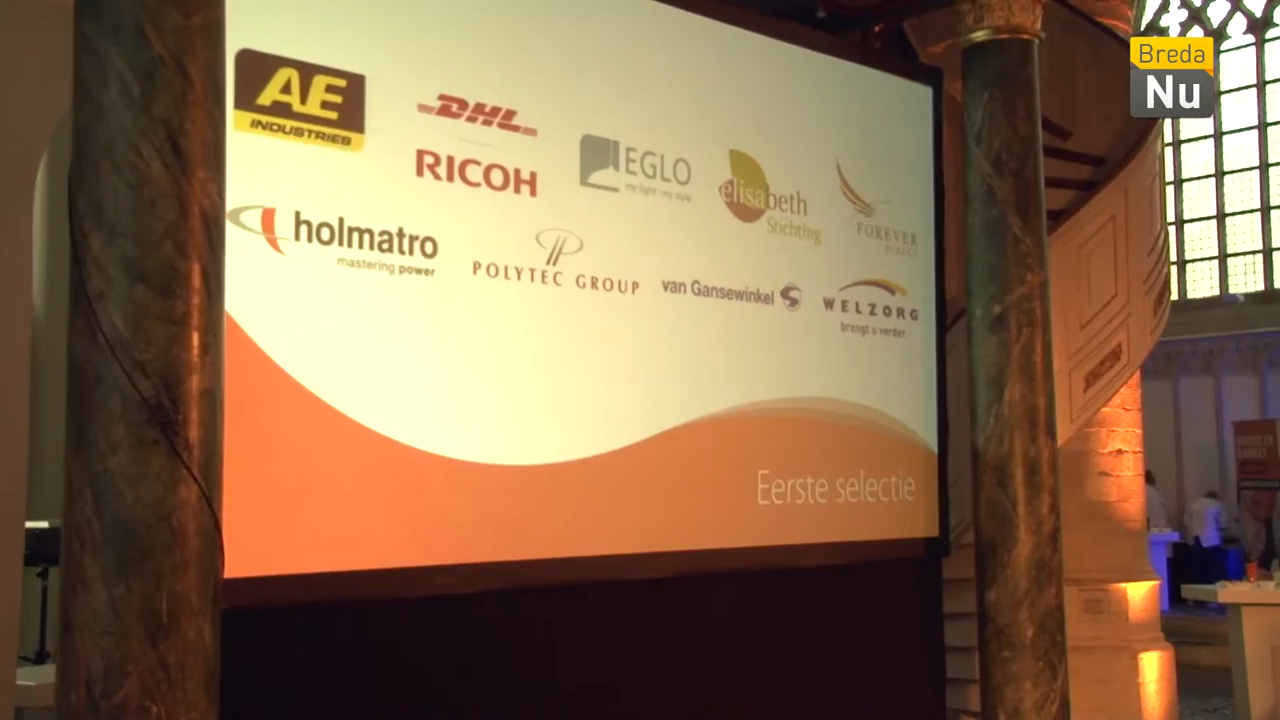 Breda
Nu
AE
INDUSTRIES
DHL
RICOH
EGLO
my light my style
elisabeth
Stichting
FOREVER
DIRECT
holmatro
mastering power
POLYTEC GROUP
van Gansewinkel
WELZORG
brengt u verder
Eerste selectie